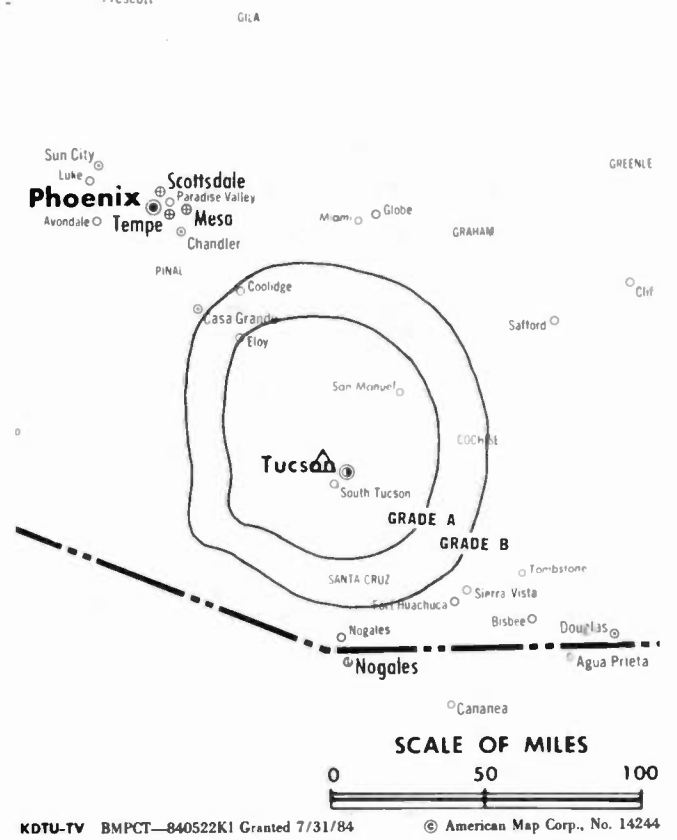 GILA
Sun City
GREENLE
Luke
Scottsdale
Phoenix
Paradise Valley
Avondale
Tempe
Mesa
Miami
Globe
GRAHAM
Chandler
PINAL
Coolidge
Clif
Casa Grande
Safford
Eloy
San Manuel
COCHISE
Tucson
South Tucson
GRADE A
GRADE B
SANTA CRUZ
Tombstone
Sierra Vista
Fort Huachuca
Bisbee
Douglas
Nogales
Nogales
Agua Prieta
Cananea
SCALE OF MILES
0 50 100
KDTU-TV BMPCT—840522K1 Granted 7/31/84 © American Map Corp., No. 14244